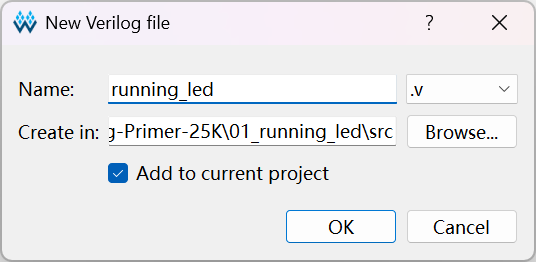 New Verilog file ?
Name: running_led .v
Create in: g-Primer-25K\01_running_led\src Browse...
Add to current project
OK Cancel